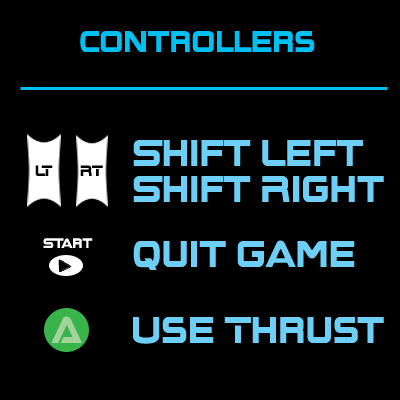 CONTROLLERS
LT RT SHIFT LEFT
SHIFT RIGHT
START
QUIT GAME
A USE THRUST